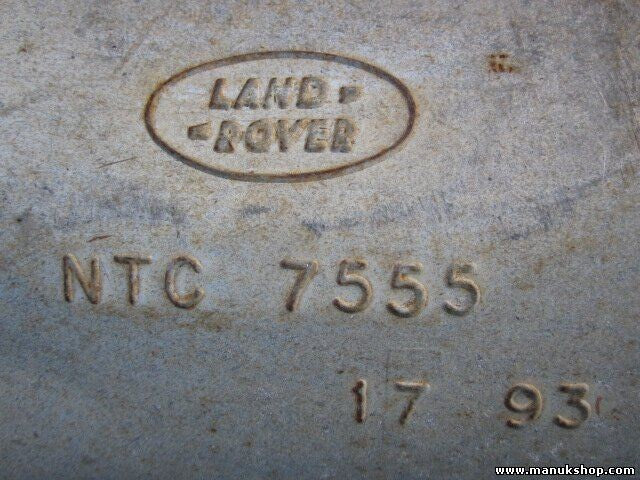 LAND
ROVER
NTC 7555
17 93
www.manukshop.com